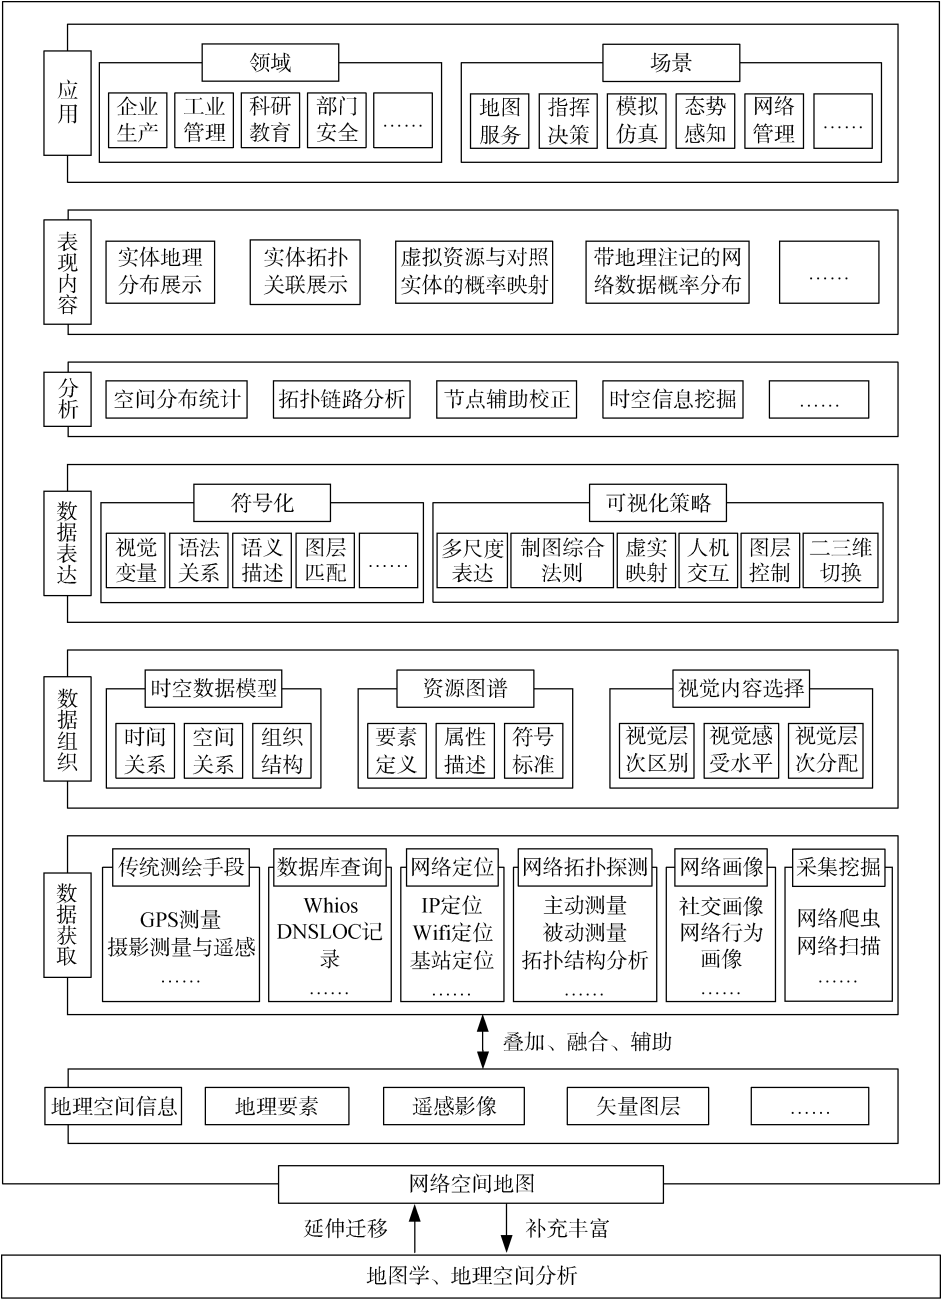 应用
领域
企业
生产
工业
管理
科研
教育
部门
安全
……
场景
地图
服务
指挥
决策
模拟
仿真
态势
感知
网络
管理
……
表现内容
实体地理
分布展示
实体拓扑
关联展示
虚拟资源与对照
实体的概率映射
带地理注记的网
络数据概率分布
……
分析
空间分布统计
拓扑链路分析
节点辅助校正
时空信息挖掘
……
数据表达
符号化
视觉
变量
语法
关系
语义
描述
图层
匹配
……
可视化策略
多尺度
表达
制图综合
法则
虚实
映射
人机
交互
图层
控制
二三维
切换
数据组织
时空数据模型
时间
关系
空间
关系
组织
结构
资源图谱
要素
定义
属性
描述
符号
标准
视觉内容选择
视觉层
次区别
视觉感
受水平
视觉层
次分配
数据获取
传统测绘手段
GPS测量
摄影测量与遥感
……
数据库查询
Whios
DNSLOC记
录
……
网络定位
IP定位
Wifi定位
基站定位
……
网络拓扑探测
主动测量
被动测量
拓扑结构分析
……
网络画像
社交画像
网络行为
画像
……
采集挖掘
网络爬虫
网络扫描
……
叠加、融合、辅助
地理空间信息
地理要素
遥感影像
矢量图层
……
网络空间地图
延伸迁移
补充丰富
地图学、地理空间分析